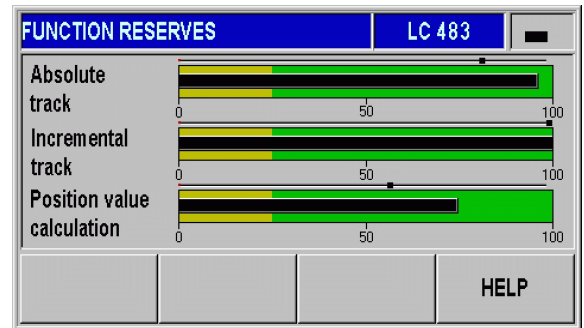 FUNCTION RESERVES LC 483
Absolute
track
0 50 100
Incremental
track
0 50 100
Position value
calculation
0 50 100
HELP